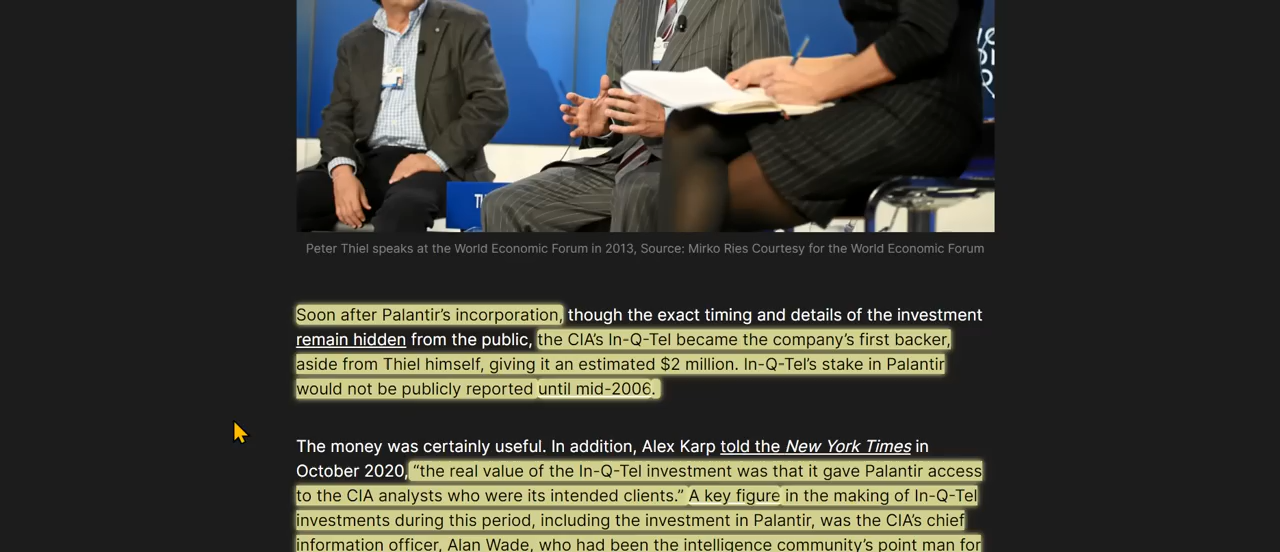 TH
Peter Thiel speaks at the World Economic Forum in 2013, Source: Mirko Ries Courtesy for the World Economic Forum
Soon after Palantir’s incorporation, though the exact timing and details of the investment
remain hidden from the public, the CIA’s In-Q-Tel became the company’s first backer,
aside from Thiel himself, giving it an estimated $2 million. In-Q-Tel’s stake in Palantir
would not be publicly reported until mid-2006.
The money was certainly useful. In addition, Alex Karp told the New York Times in
October 2020, “the real value of the In-Q-Tel investment was that it gave Palantir access
to the CIA analysts who were its intended clients.” A key figure in the making of In-Q-Tel
investments during this period, including the investment in Palantir, was the CIA’s chief
information officer, Alan Wade, who had been the intelligence community’s point man for